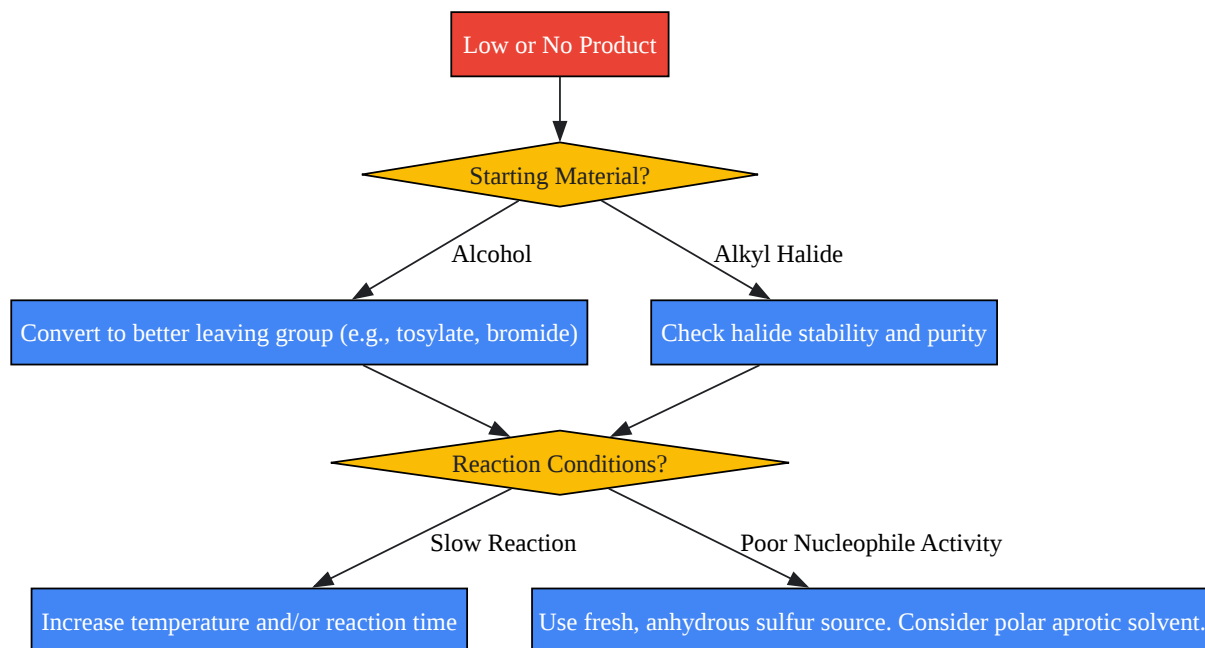 Low or No Product
Starting Material?
Alcohol
Alkyl Halide
Convert to better leaving group (e.g., tosylate, bromide)
Check halide stability and purity
Reaction Conditions?
Slow Reaction
Poor Nucleophile Activity
Increase temperature and/or reaction time
Use fresh, anhydrous sulfur source. Consider polar aprotic solvent.